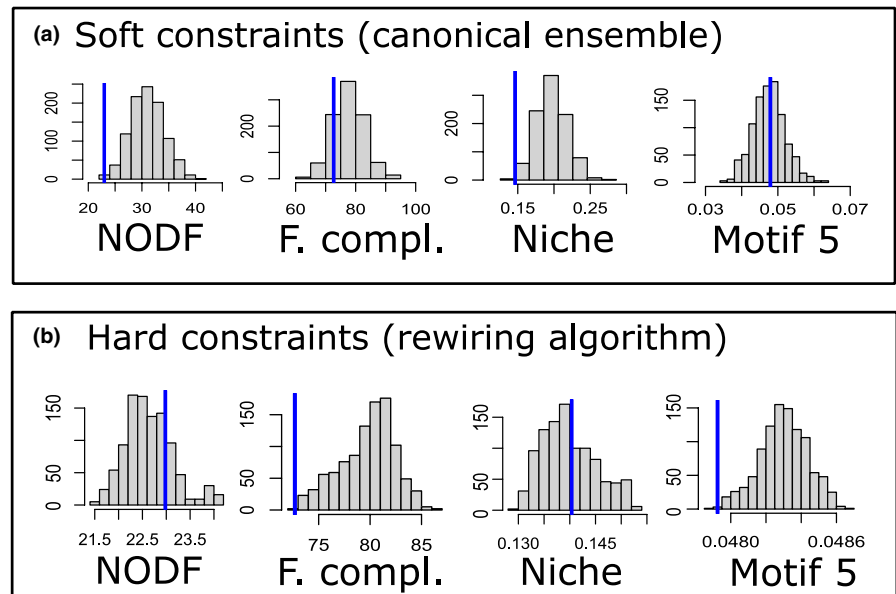 (a) Soft constraints (canonical ensemble)
0 50 100 200
20 30 40
NODF
0 200
60 80 100
F. compl.
0 200
0.15 0.25
Niche
0 50 150
0.03 0.05 0.07
Motif 5
(b) Hard constraints (rewiring algorithm)
0 50 150
21.5 22.5 23.5
NODF
0 50 150
75 80 85
F. compl.
0 50 150
0.130 0.145
Niche
0 50 150
0.0480 0.0486
Motif 5